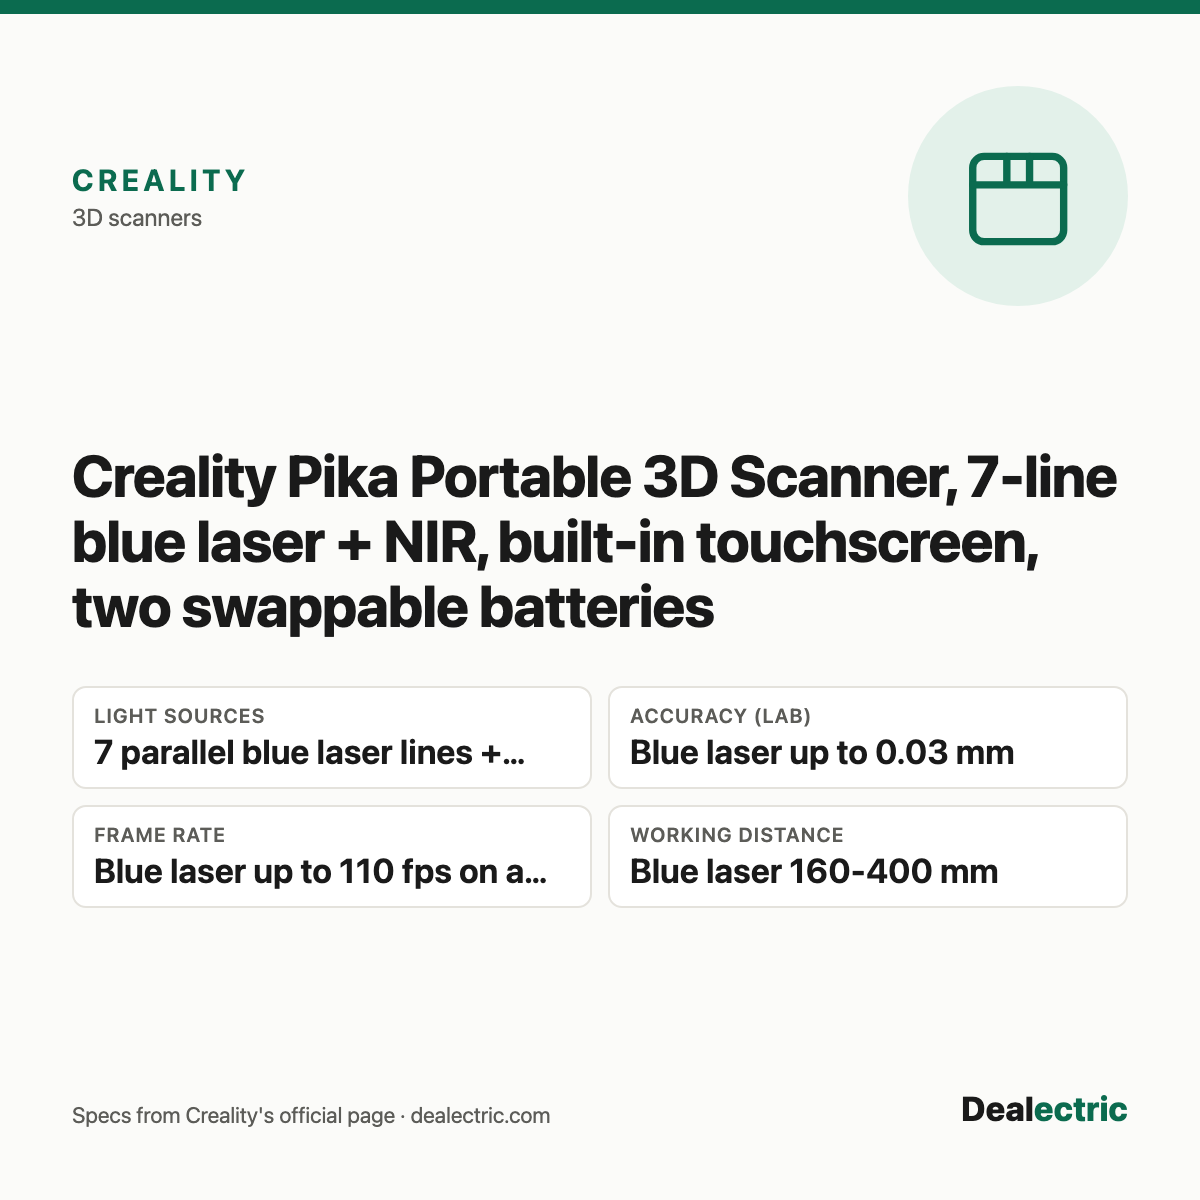 CREALITY
3D scanners
Creality Pika Portable 3D Scanner, 7-line
blue laser + NIR, built-in touchscreen,
two swappable batteries
LIGHT SOURCES
7 parallel blue laser lines +...
ACCURACY (LAB)
Blue laser up to 0.03 mm
FRAME RATE
Blue laser up to 110 fps on a...
WORKING DISTANCE
Blue laser 160-400 mm
Specs from Creality's official page · dealectric.com
Dealectric